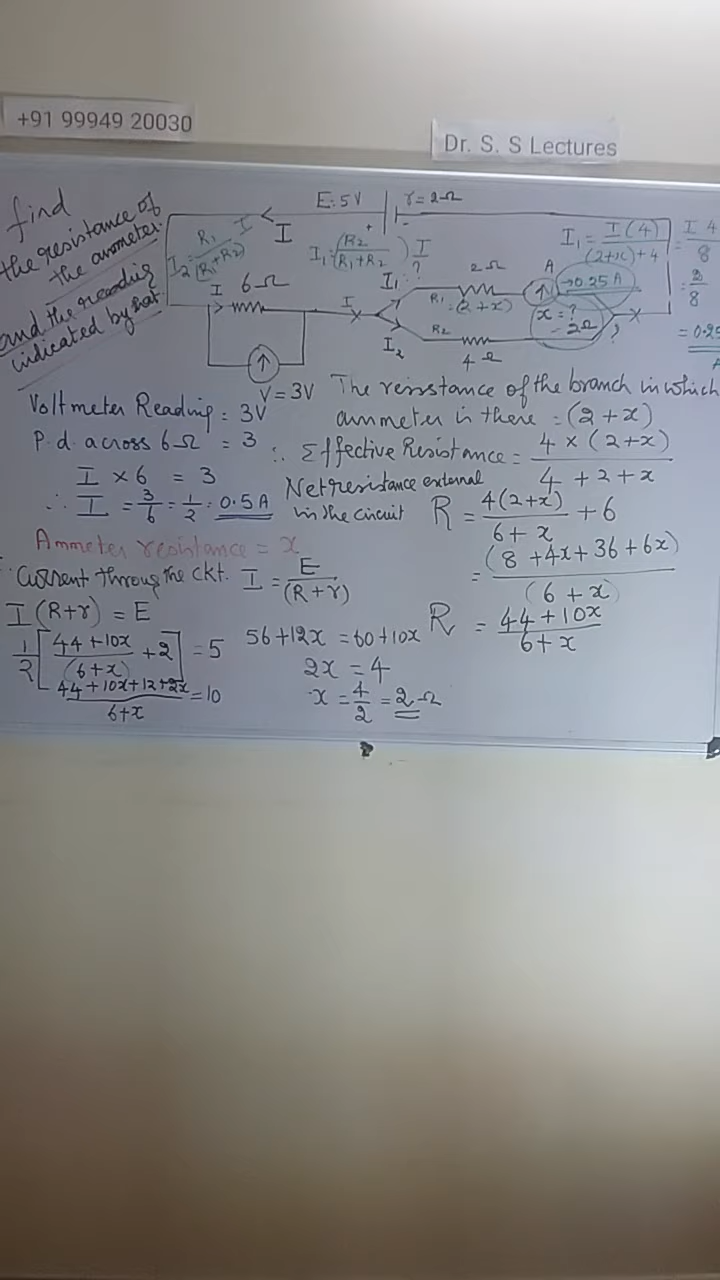 +91 99949 20030
Dr. S. S Lectures
find
the resistance of
the ammeter.
and the reading
indicated by that.
E: 5V
r = 2Ω
I
I₂ = R₁ I
(R₁+R₂)
I₁ = (R₂
R₁+R₂) I
I₁ = I(4)
(2+x)+4
= I 4
8
I 6Ω
I
I₁ : ?
2Ω
A
→0.25 A
R₁ = (2+x)
x = ?
= 2Ω
R₂
4Ω
I₂
: 2
8
= 0.25
A
V = 3V
Voltmeter Reading = 3V
P.d. across 6Ω = 3
I × 6 = 3
∴ I = 3/6 = 1/2 = 0.5 A
Ammeter resistance = x
Current through the ckt. I = E
(R+r)
I (R+r) = E
1/2 [ 44+10x
(6+x) + 2 ] = 5
44+10x+12+2x
6+x = 10
56+12x = 60+10x
2x = 4
x = 4/2 = 2Ω
The resistance of the branch in which
ammeter is there = (2+x)
∴ Effective Resistance = 4 × (2+x)
4 + 2 + x
Net resistance external
in the circuit R = 4(2+x)
6+x + 6
= (8 + 4x + 36 + 6x)
(6+x)
R = 44+10x
6+x